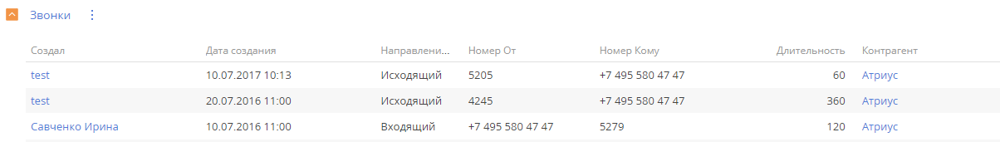 Звонки
Создал Дата создания Направлени... Номер От Номер Кому Длительность Контрагент
test 10.07.2017 10:13 Исходящий 5205 +7 495 580 47 47 60 Атриус
test 20.07.2016 11:00 Исходящий 4245 +7 495 580 47 47 360 Атриус
Савченко Ирина 10.07.2016 11:00 Входящий +7 495 580 47 47 5279 120 Атриус